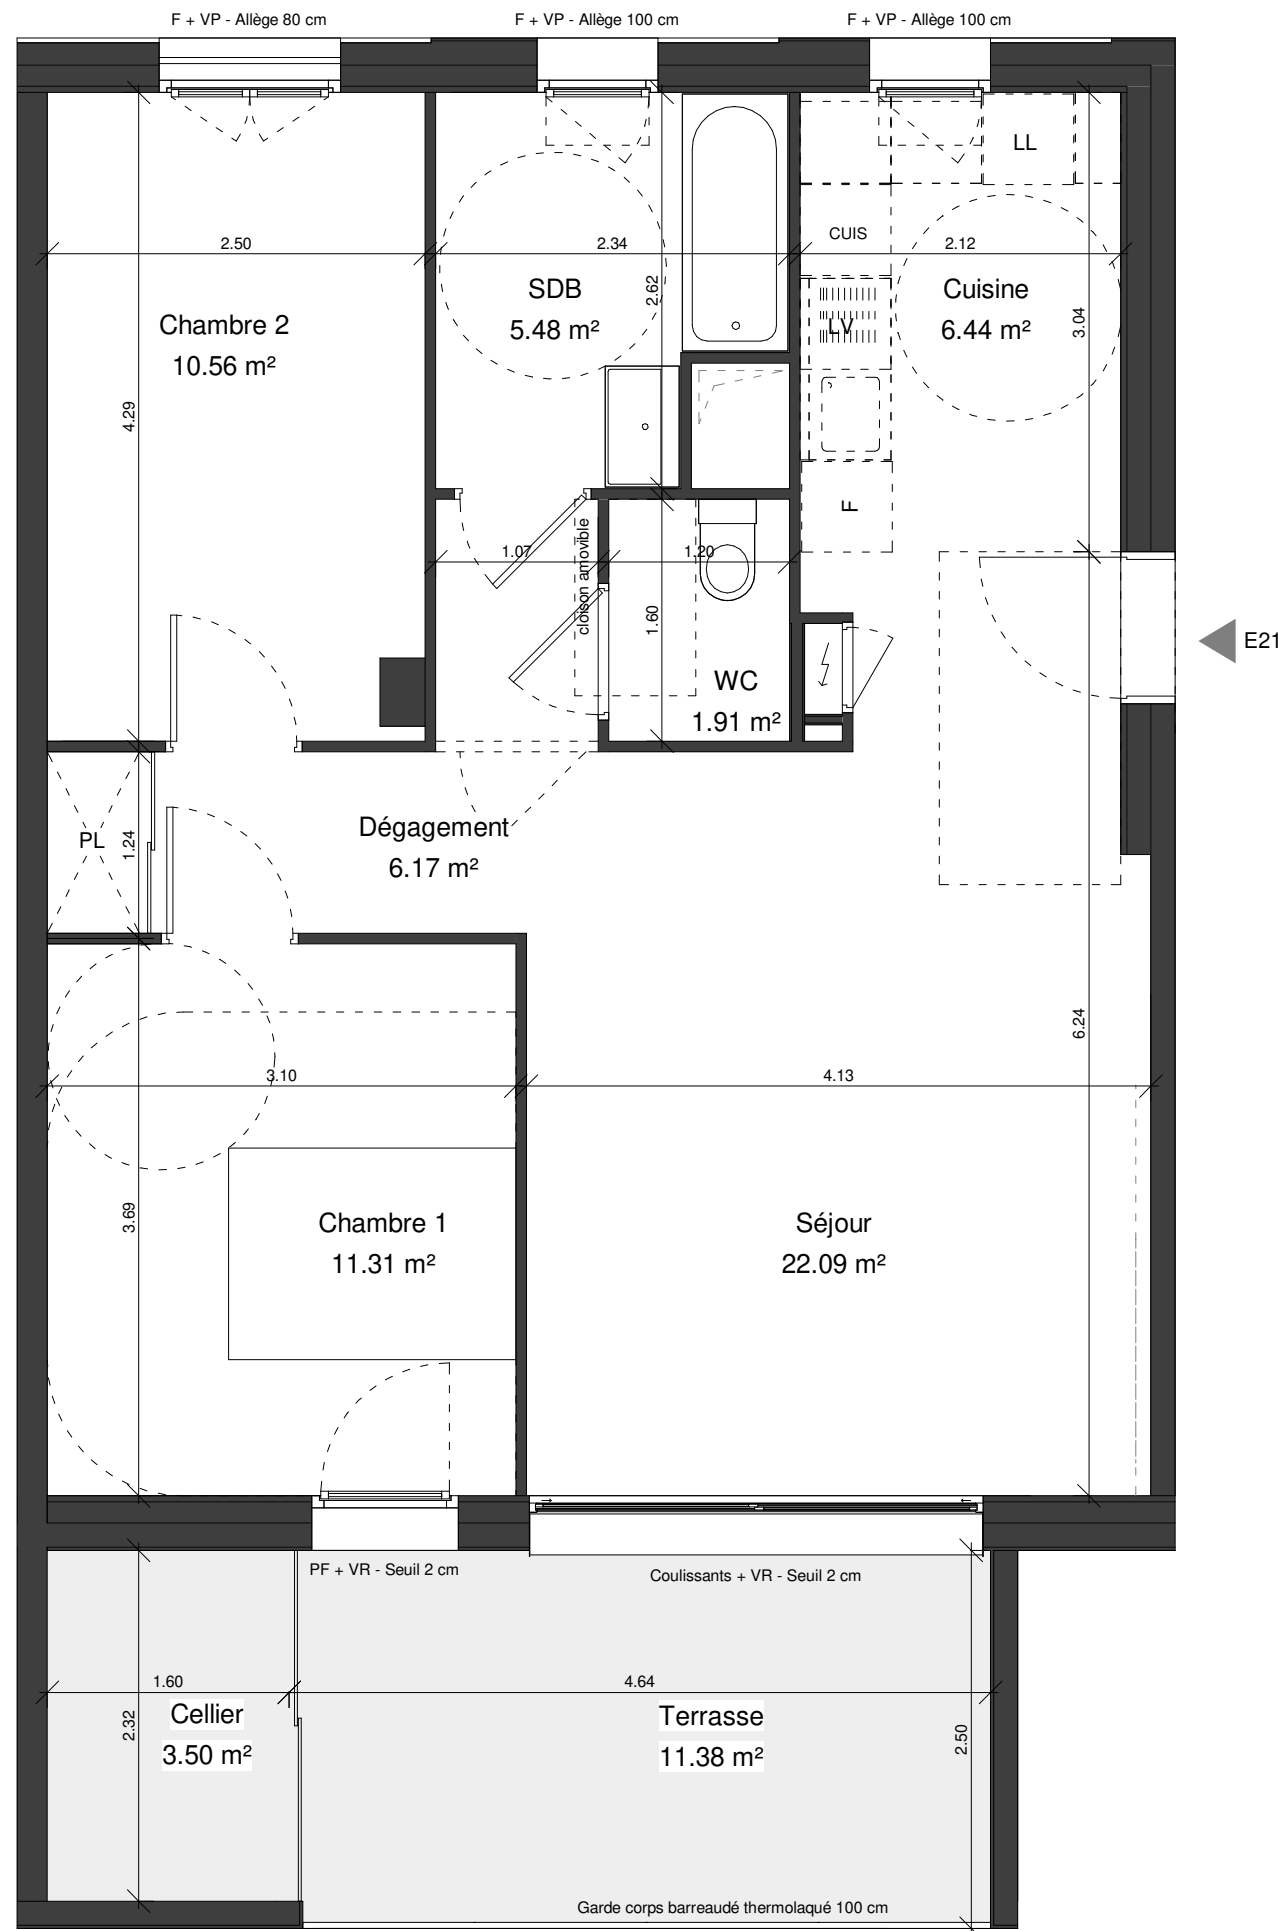 F + VP - Allège 80 cm
F + VP - Allège 100 cm
F + VP - Allège 100 cm
LL
CUIS
2.50
2.34
2.12
SDB
5.48 m²
2.62
Cuisine
6.44 m²
3.04
LV
Chambre 2
10.56 m²
4.29
F
1.07
cloison amovible
1.20
1.60
WC
1.91 m²
E21
PL
1.24
Dégagement
6.17 m²
6.24
3.10
4.13
3.69
Chambre 1
11.31 m²
Séjour
22.09 m²
PF + VR - Seuil 2 cm
Coulissants + VR - Seuil 2 cm
1.60
4.64
Cellier
3.50 m²
2.32
Terrasse
11.38 m²
2.50
Garde corps barreaudé thermolaqué 100 cm